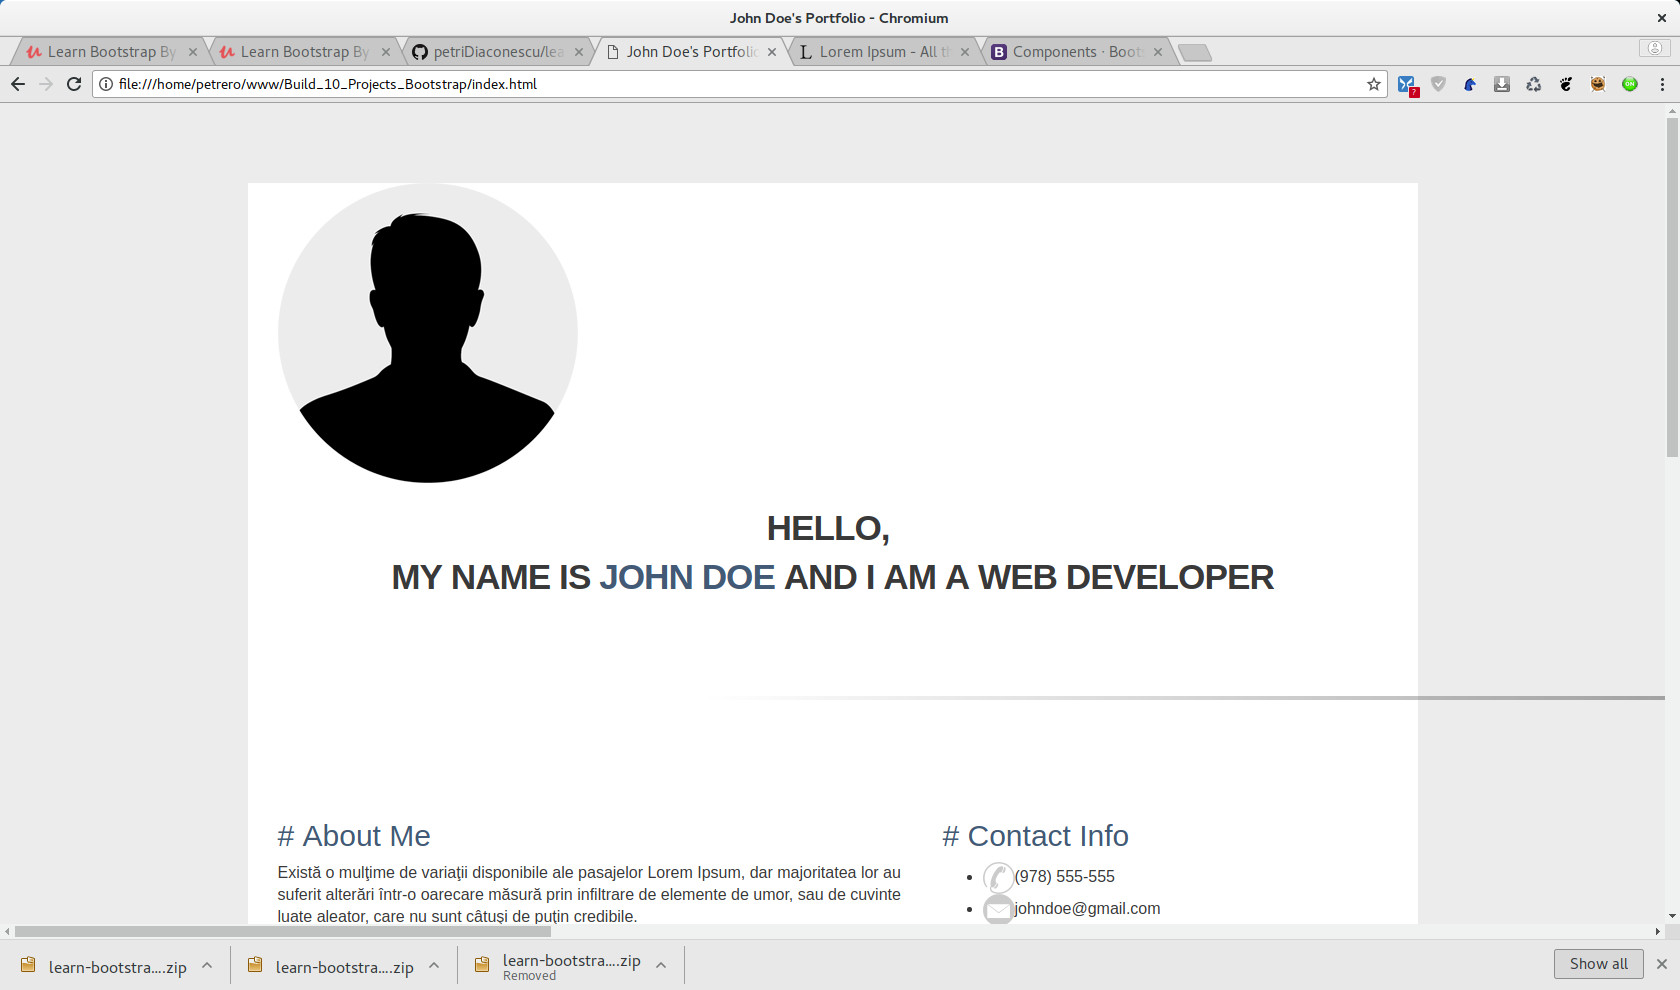 John Doe's Portfolio - Chromium
Learn Bootstrap By
Learn Bootstrap By
petriDiaconescu/lea
John Doe's Portfolio
Lorem Ipsum - All t
B
Components · Boots
file:///home/petrero/www/Build_10_Projects_Bootstrap/index.html
?
ON
HELLO,
MY NAME IS JOHN DOE AND I AM A WEB DEVELOPER
# About Me
Există o mulţime de variaţii disponibile ale pasajelor Lorem Ipsum, dar majoritatea lor au
suferit alterări într-o oarecare măsură prin infiltrare de elemente de umor, sau de cuvinte
luate aleator, care nu sunt câtuşi de puţin credibile.
# Contact Info
(978) 555-555
johndoe@gmail.com
learn-bootstra....zip
learn-bootstra....zip
learn-bootstra....zip
Removed
Show all